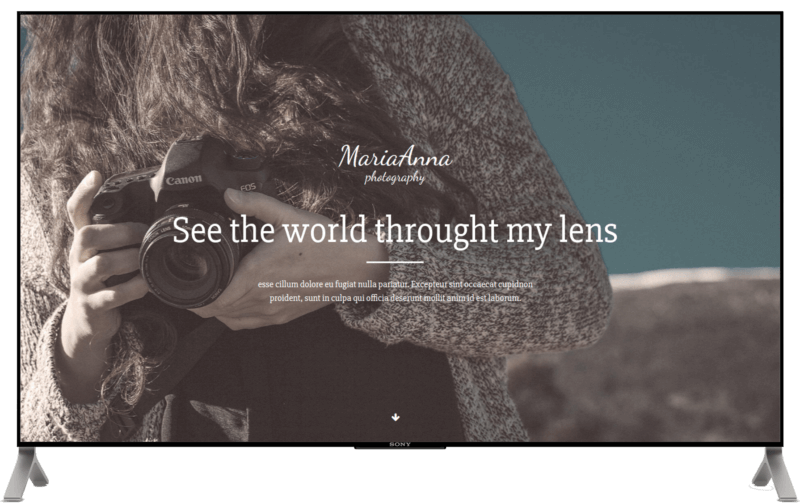 MariaAnna
photography
Canon
EOS
See the world throught my lens
esse cillum dolore eu fugiat nulla pariatur. Excepteur sint occaecat cupidnon
proident, sunt in culpa qui officia deserunt mollit anim id est laborum.
SONY